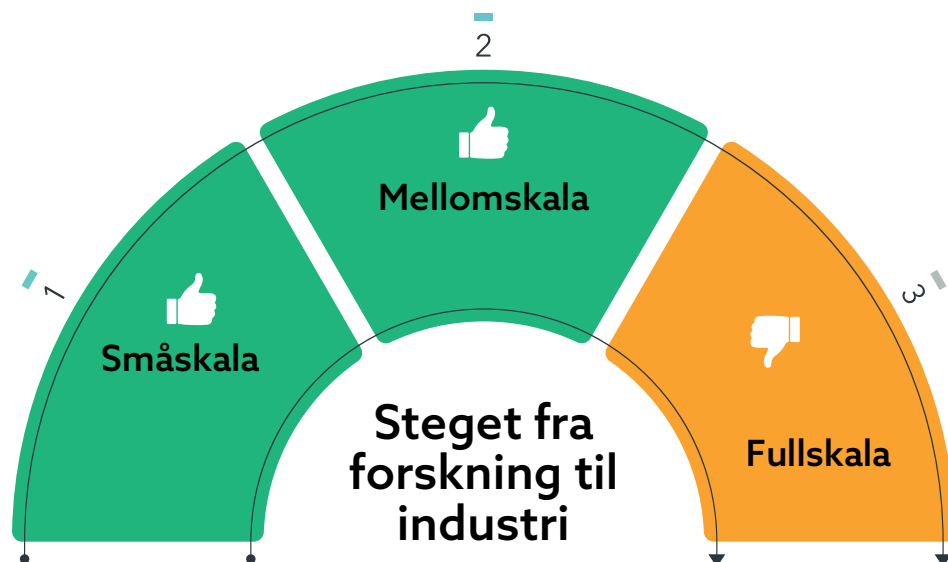 2
Mellomskala
1
Småskala
3
Fullskala
Steget fra
forskning til
industri